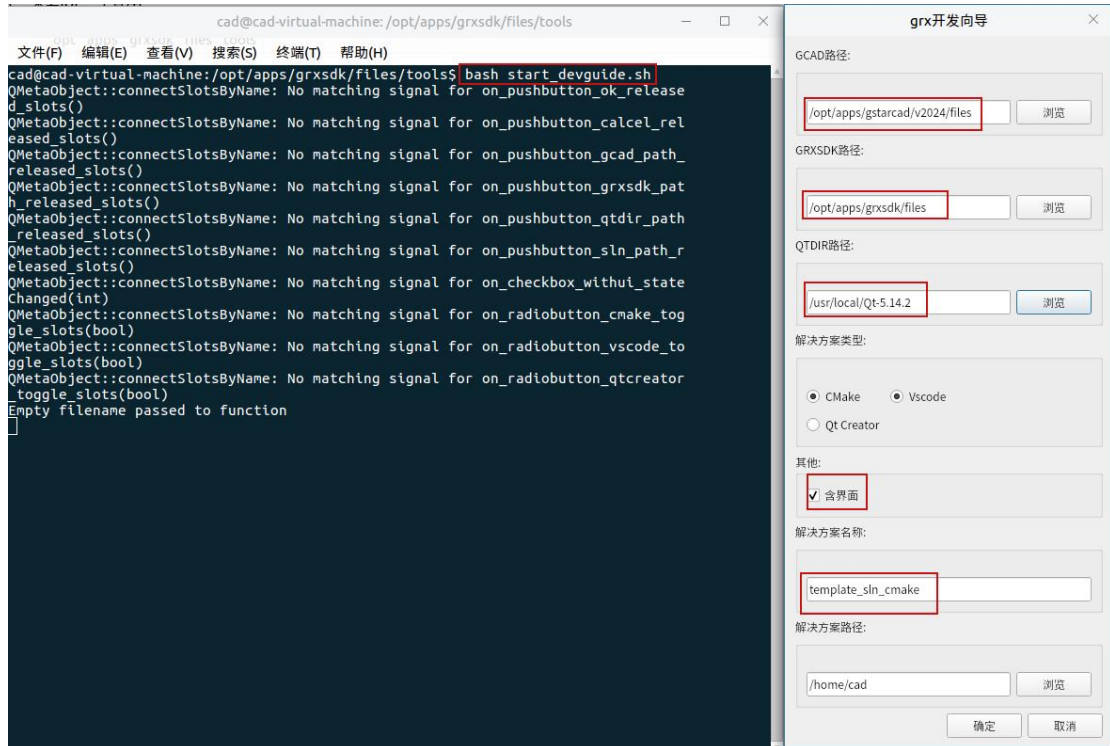 cad@cad-virtual-machine: /opt/apps/grxsdk/files/tools
文件(F) 编辑(E) 查看(V) 搜索(S) 终端(T) 帮助(H)
cad@cad-virtual-machine:/opt/apps/grxsdk/files/tools$ bash start_devguide.sh
QMetaObject::connectSlotsByName: No matching signal for on_pushbutton_ok_release
d_slots()
QMetaObject::connectSlotsByName: No matching signal for on_pushbutton_calcel_rel
eased_slots()
QMetaObject::connectSlotsByName: No matching signal for on_pushbutton_gcad_path_
released_slots()
QMetaObject::connectSlotsByName: No matching signal for on_pushbutton_grxsdk_pat
h_released_slots()
QMetaObject::connectSlotsByName: No matching signal for on_pushbutton_qtdir_path
_released_slots()
QMetaObject::connectSlotsByName: No matching signal for on_pushbutton_sln_path_r
eleased_slots()
QMetaObject::connectSlotsByName: No matching signal for on_checkbox_withui_state
Changed(int)
QMetaObject::connectSlotsByName: No matching signal for on_radiobutton_cmake_tog
gle_slots(bool)
QMetaObject::connectSlotsByName: No matching signal for on_radiobutton_vscode_to
ggle_slots(bool)
QMetaObject::connectSlotsByName: No matching signal for on_radiobutton_qtcreator
_toggle_slots(bool)
Empty filename passed to function
grx开发向导
GCAD路径:
/opt/apps/gstarcad/v2024/files 浏览
GRXSDK路径:
/opt/apps/grxsdk/files 浏览
QTDIR路径:
/usr/local/Qt-5.14.2 浏览
解决方案类型:
CMake Vscode
Qt Creator
其他:
含界面
解决方案名称:
template_sln_cmake
解决方案路径:
/home/cad 浏览
确定 取消